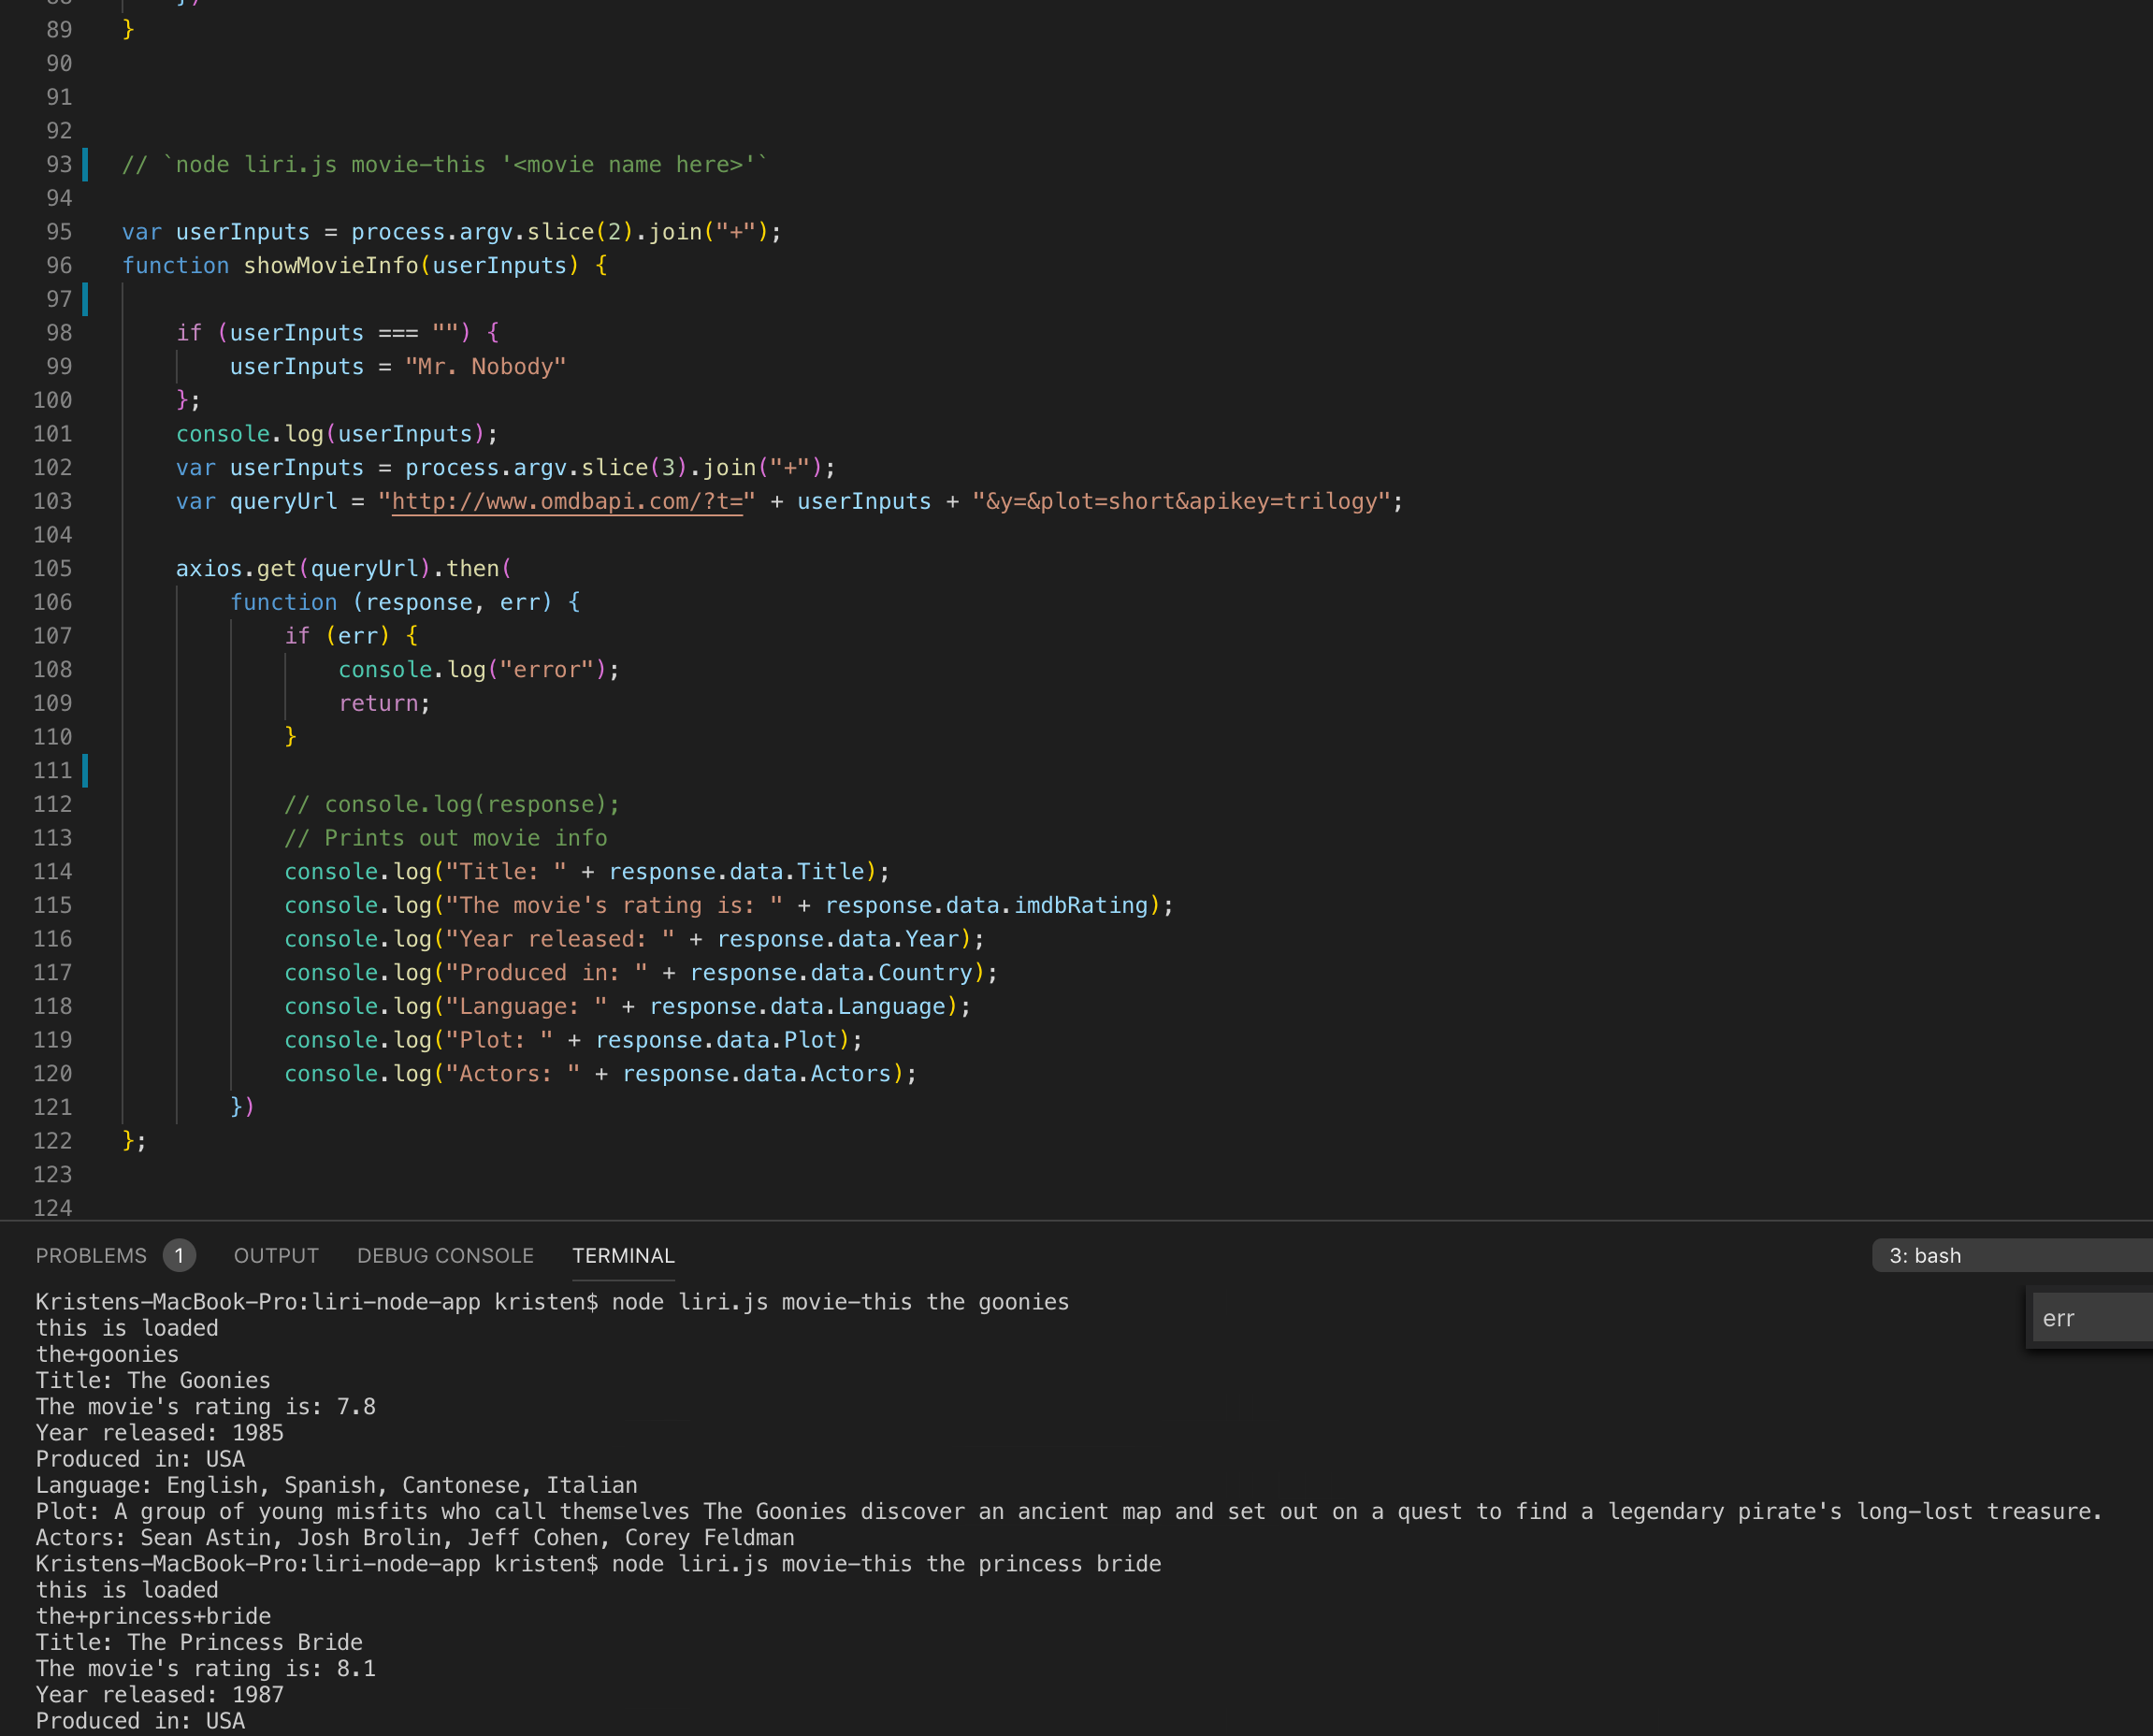 89 }
90
91
92
93 // `node liri.js movie-this '<movie name here>'`
94
95 var userInputs = process.argv.slice(2).join("+");
96 function showMovieInfo(userInputs) {
97
98 if (userInputs === "") {
99 userInputs = "Mr. Nobody"
100 };
101 console.log(userInputs);
102 var userInputs = process.argv.slice(3).join("+");
103 var queryUrl = "http://www.omdbapi.com/?t=" + userInputs + "&y=&plot=short&apikey=trilogy";
104
105 axios.get(queryUrl).then(
106 function (response, err) {
107 if (err) {
108 console.log("error");
109 return;
110 }
111
112 // console.log(response);
113 // Prints out movie info
114 console.log("Title: " + response.data.Title);
115 console.log("The movie's rating is: " + response.data.imdbRating);
116 console.log("Year released: " + response.data.Year);
117 console.log("Produced in: " + response.data.Country);
118 console.log("Language: " + response.data.Language);
119 console.log("Plot: " + response.data.Plot);
120 console.log("Actors: " + response.data.Actors);
121 })
122 };
123
124
PROBLEMS 1 OUTPUT DEBUG CONSOLE TERMINAL 3: bash
Kristens-MacBook-Pro:liri-node-app kristen$ node liri.js movie-this the goonies
err
this is loaded
the+goonies
Title: The Goonies
The movie's rating is: 7.8
Year released: 1985
Produced in: USA
Language: English, Spanish, Cantonese, Italian
Plot: A group of young misfits who call themselves The Goonies discover an ancient map and set out on a quest to find a legendary pirate's long-lost treasure.
Actors: Sean Astin, Josh Brolin, Jeff Cohen, Corey Feldman
Kristens-MacBook-Pro:liri-node-app kristen$ node liri.js movie-this the princess bride
this is loaded
the+princess+bride
Title: The Princess Bride
The movie's rating is: 8.1
Year released: 1987
Produced in: USA